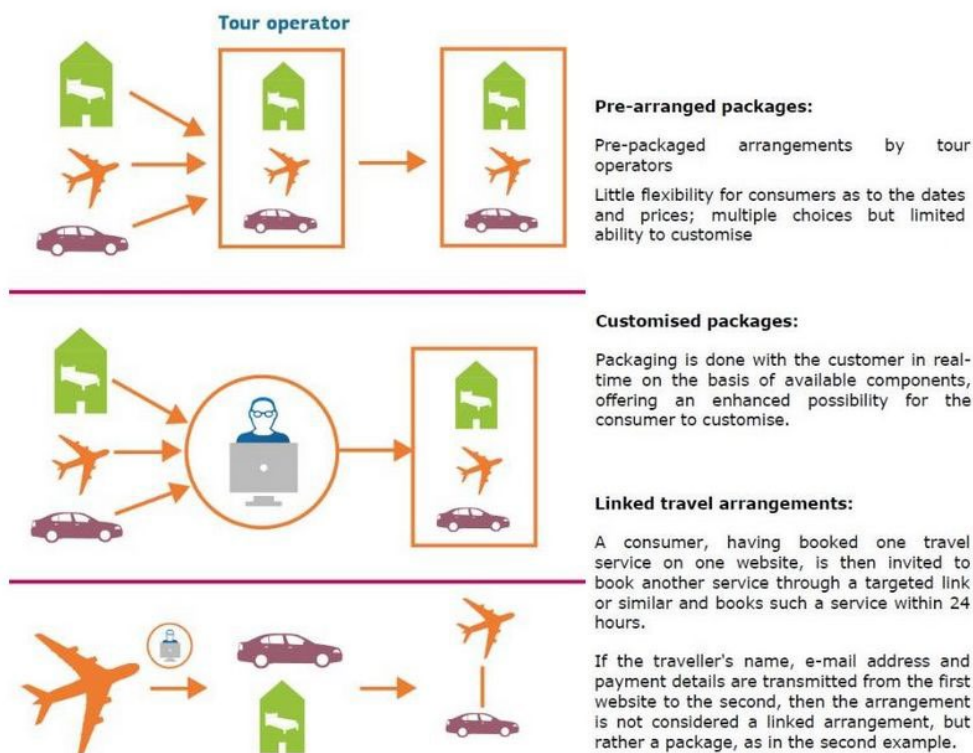 Tour operator
Pre-arranged packages:
Pre-packaged arrangements by tour
operators
Little flexibility for consumers as to the dates
and prices; multiple choices but limited
ability to customise
Customised packages:
Packaging is done with the customer in real-
time on the basis of available components,
offering an enhanced possibility for the
consumer to customise.
Linked travel arrangements:
A consumer, having booked one travel
service on one website, is then invited to
book another service through a targeted link
or similar and books such a service within 24
hours.
If the traveller's name, e-mail address and
payment details are transmitted from the first
website to the second, then the arrangement
is not considered a linked arrangement, but
rather a package, as in the second example.